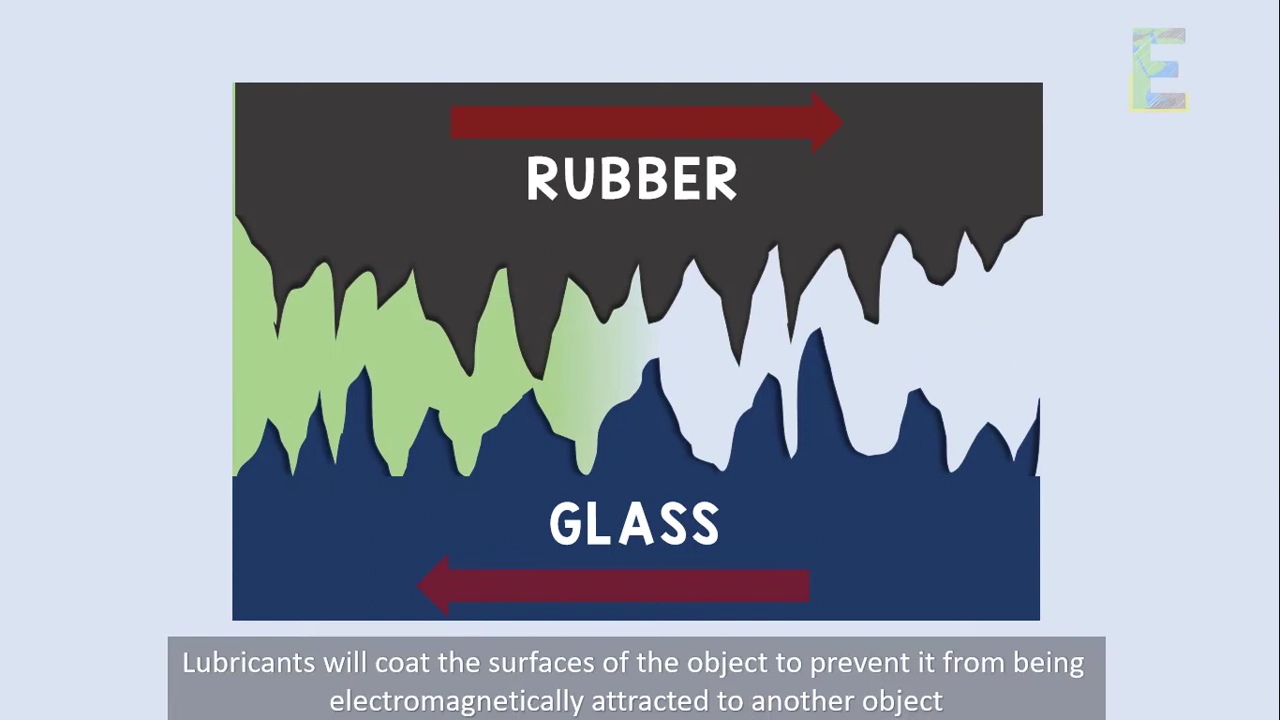 E
RUBBER
GLASS
Lubricants will coat the surfaces of the object to prevent it from being
electromagnetically attracted to another object